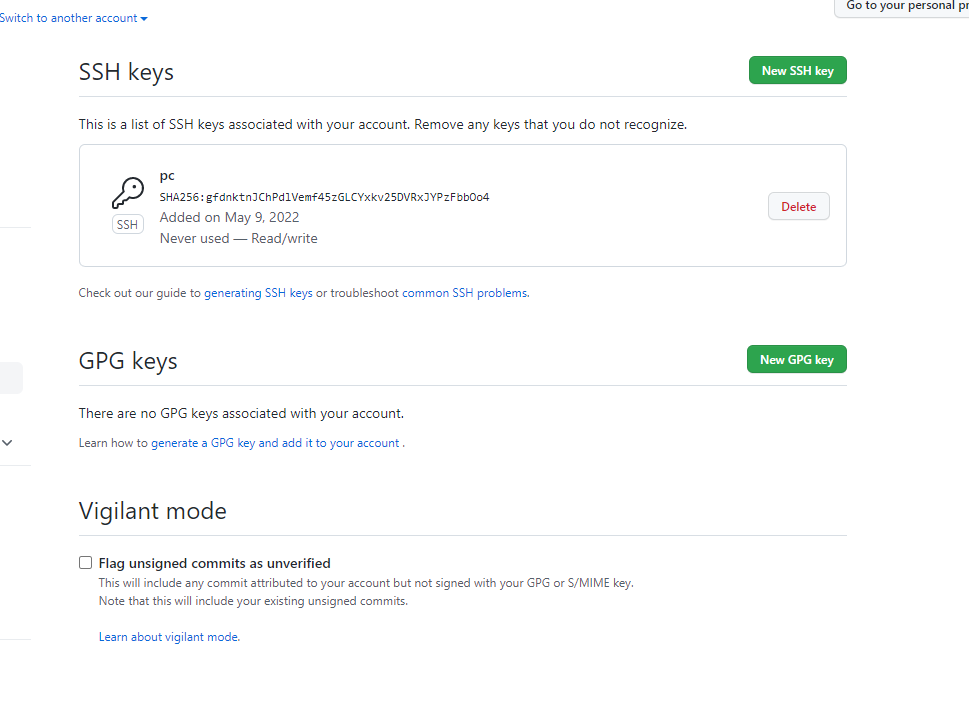 Switch to another account
Go to your personal pr
SSH keys
New SSH key
This is a list of SSH keys associated with your account. Remove any keys that you do not recognize.
pc
SHA256:gfdnktnJChPdlVemf45zGLCYxkv25DVRxJYPzFbbOo4
Added on May 9, 2022
Never used — Read/write
SSH
Delete
Check out our guide to generating SSH keys or troubleshoot common SSH problems.
GPG keys
New GPG key
There are no GPG keys associated with your account.
Learn how to generate a GPG key and add it to your account .
Vigilant mode
Flag unsigned commits as unverified
This will include any commit attributed to your account but not signed with your GPG or S/MIME key.
Note that this will include your existing unsigned commits.
Learn about vigilant mode.